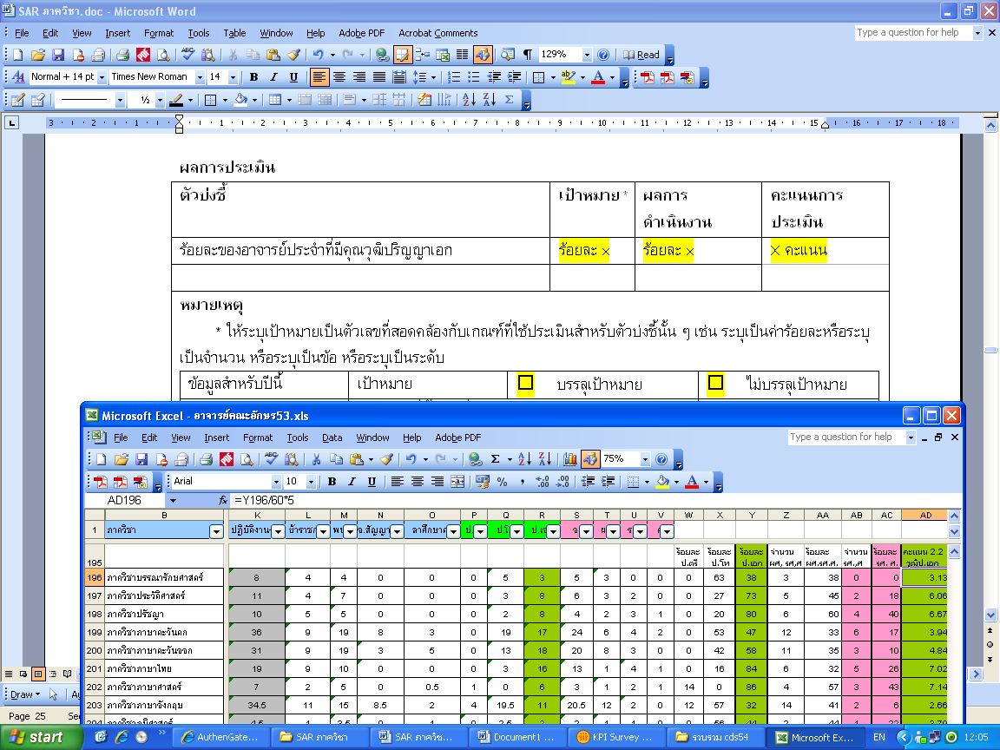 SAR ภาควิชา.doc - Microsoft Word
File Edit View Insert Format Tools Table Window Help Adobe PDF Acrobat Comments Type a question for help
129% Read
Normal + 14 pt Times New Roman 14 B I U
½
3 2 1 1 2 3 4 5 6 7 8 9 10 11 12 13 14 15 16 17 18
ผลการประเมิน
ตัวบ่งชี้ เป้าหมาย * ผลการ คะแนนการ
ดำเนินงาน ประเมิน
ร้อยละของอาจารย์ประจำที่มีคุณวุฒิปริญญาเอก ร้อยละ × ร้อยละ × × คะแนน
หมายเหตุ
* ให้ระบุเป้าหมายเป็นตัวเลขที่สอดคล้องกับเกณฑ์ที่ใช้ประเมินสำหรับตัวบ่งชี้นั้น ๆ เช่น ระบุเป็นค่าร้อยละหรือระบุ
เป็นจำนวน หรือระบุเป็นข้อ หรือระบุเป็นระดับ
ข้อมูลสำหรับปีนี้ เป้าหมาย บรรลุเป้าหมาย ไม่บรรลุเป้าหมาย
Microsoft Excel - อาจารย์คณะอักษร53.xls
File Edit View Insert Format Tools Data Window Help Adobe PDF Type a question for help
75%
Arial 10 B I U
AD196 fx =Y196/60*5
B K L M N O P Q R S T U V W X Y Z AA AB AC AD
1 ภาควิชา ปฏิบัติงาน ข้าราช พน จ.สัญญา ลาศึกษา
195 ร้อยละ ร้อยละ ร้อยละ จำนวน ร้อยละ จำนวน ร้อยละ คะแนน 2.2
ป.ตรี ป.โท ป.เอก ผศ, รศ,ศ ผศ.รศ.ศ. รศ.,ศ รศ. ศ. วุฒิป.เอก
196 ภาควิชาบรรณารักษศาสตร์ 8 4 4 0 0 0 5 3 5 3 0 0 0 63 38 3 38 0 0 3.13
197 ภาควิชาประวัติศาสตร์ 11 4 7 0 0 0 3 8 6 3 2 0 0 27 73 5 45 2 18 6.06
198 ภาควิชาปรัชญา 10 5 5 0 0 0 2 8 4 2 3 1 0 20 80 6 60 4 40 6.67
199 ภาควิชาภาษาตะวันตก 36 9 19 8 3 0 19 17 24 6 4 2 0 53 47 12 33 6 17 3.94
200 ภาควิชาภาษาตะวันออก 31 9 19 3 5 0 13 18 20 8 3 0 0 42 58 11 35 3 10 4.84
201 ภาควิชาภาษาไทย 19 9 10 0 0 0 3 16 13 1 4 1 0 16 84 6 32 5 26 7.02
202 ภาควิชาภาษาศาสตร์ 7 2 5 0 0.5 1 0 6 3 1 2 1 14 0 86 4 57 3 43 7.14
203 ภาควิชาภาษาอังกฤษ 34.5 11 15 8.5 2 4 19.5 11 20.5 12 2 0 12 57 32 14 41 2 6 2.66
Draw
Page 25 Sec
start AuthenGate... SAR ภาควิชา SAR ภาควิช... Document1 ... KPI Survey ... รวบรวม cds54 Microsoft Ex... EN 12:05